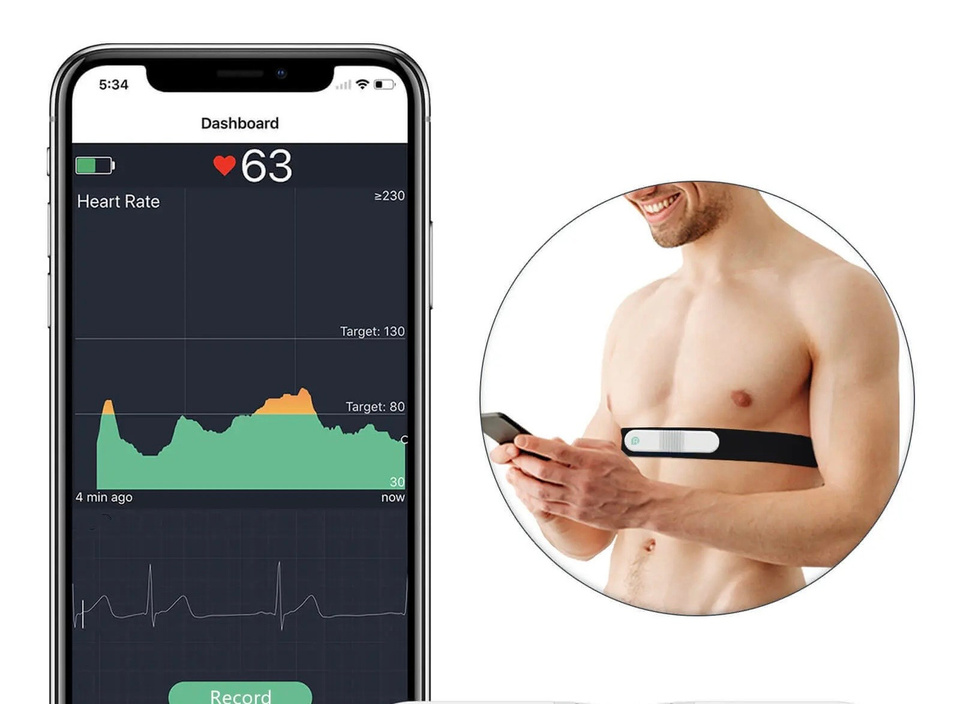 5:34
Dashboard
63
Heart Rate
≥230
Target: 130
Target: 80
30
4 min ago
now
Record